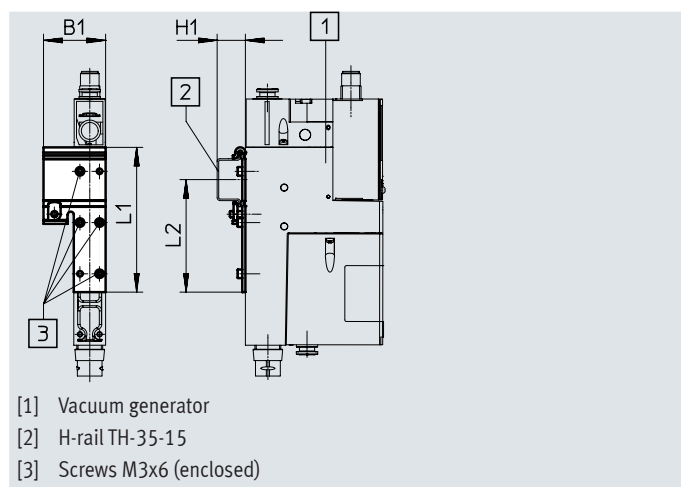 B1
H1
1
2
L1
L2
3
[1] Vacuum generator
[2] H-rail TH-35-15
[3] Screws M3x6 (enclosed)